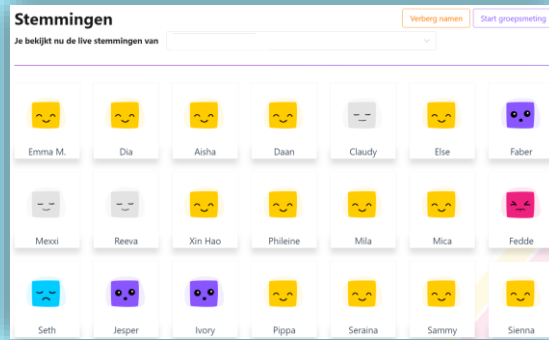 Stemmingen
Verberg namen
Start groepsmeting
Je bekijkt nu de live stemmingen van
Emma M. Dia Aisha Daan Claudy Else Faber
Mexxi Reeva Xin Hao Phileine Mila Mica Fedde
Seth Jesper Ivory Pippa Seraina Sammy Sienna